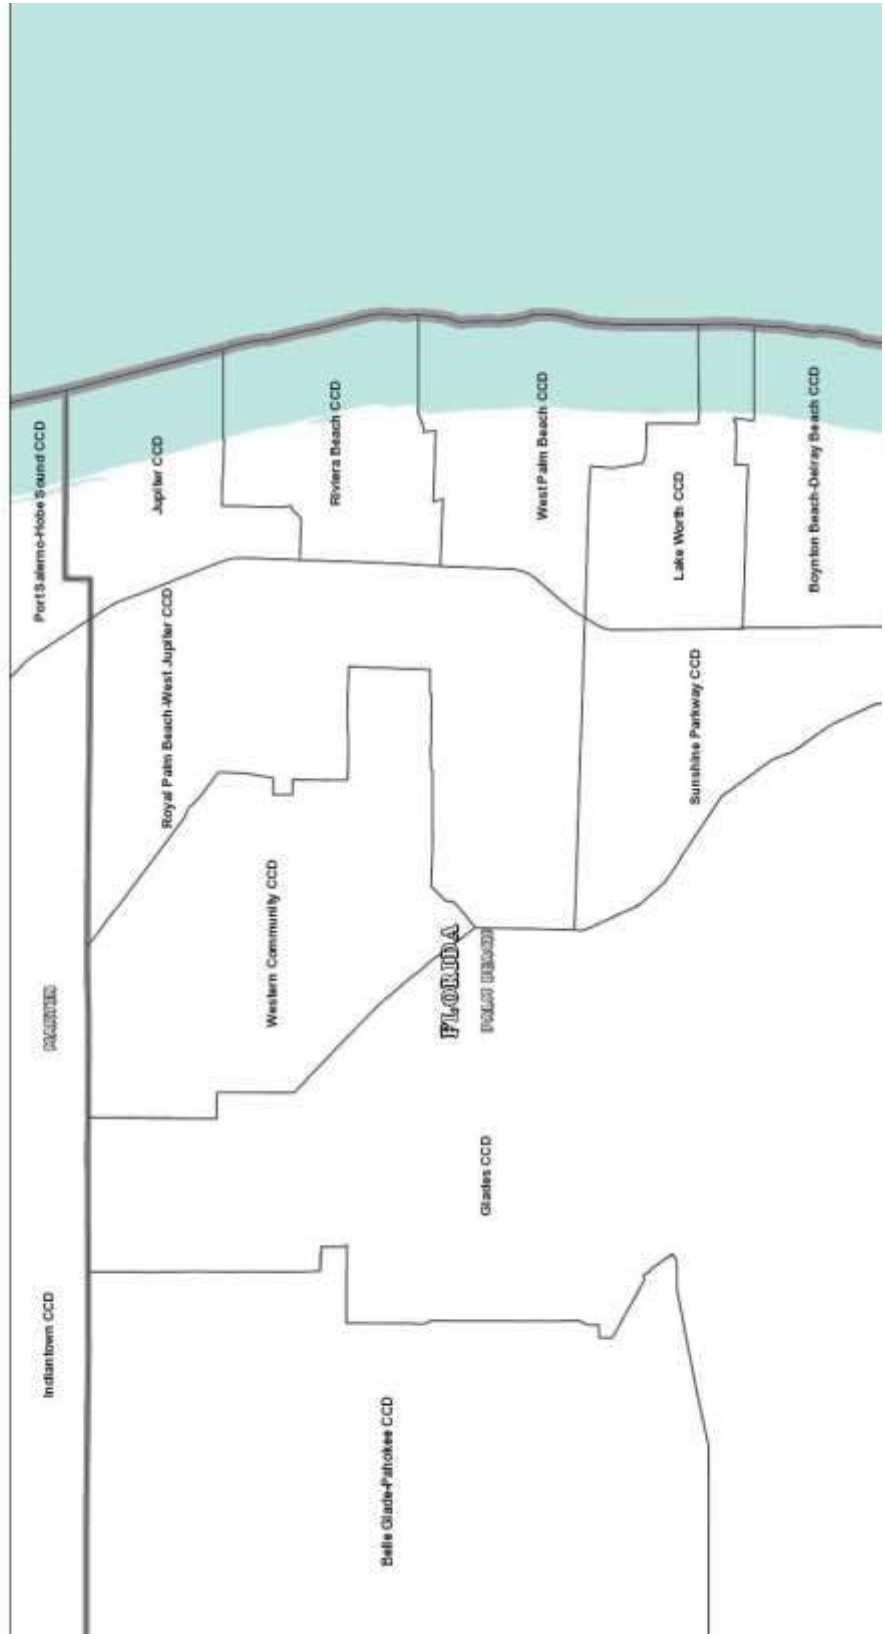 Port Salerno-Hobe Sound CCD
MARTIN
Indiantown CCD
Jupiter CCD
Royal Palm Beach-West Jupiter CCD
Riviera Beach CCD
Western Community CCD
West Palm Beach CCD
FLORIDA
PALM BEACH
Lake Worth CCD
Sunshine Parkway CCD
Boynton Beach-Delray Beach CCD
Glades CCD
Belle Glade-Pahokee CCD